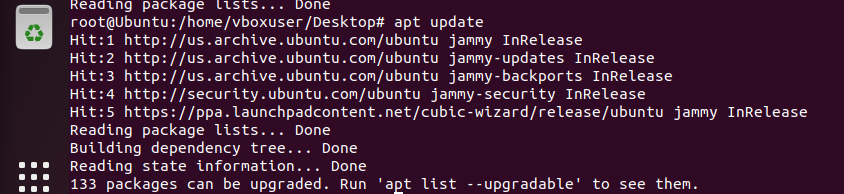 Reading package lists... Done
root@Ubuntu:/home/vboxuser/Desktop# apt update
Hit:1 http://us.archive.ubuntu.com/ubuntu jammy InRelease
Hit:2 http://us.archive.ubuntu.com/ubuntu jammy-updates InRelease
Hit:3 http://us.archive.ubuntu.com/ubuntu jammy-backports InRelease
Hit:4 http://security.ubuntu.com/ubuntu jammy-security InRelease
Hit:5 https://ppa.launchpadcontent.net/cubic-wizard/release/ubuntu jammy InRelease
Reading package lists... Done
Building dependency tree... Done
Reading state information... Done
133 packages can be upgraded. Run 'apt list --upgradable' to see them.